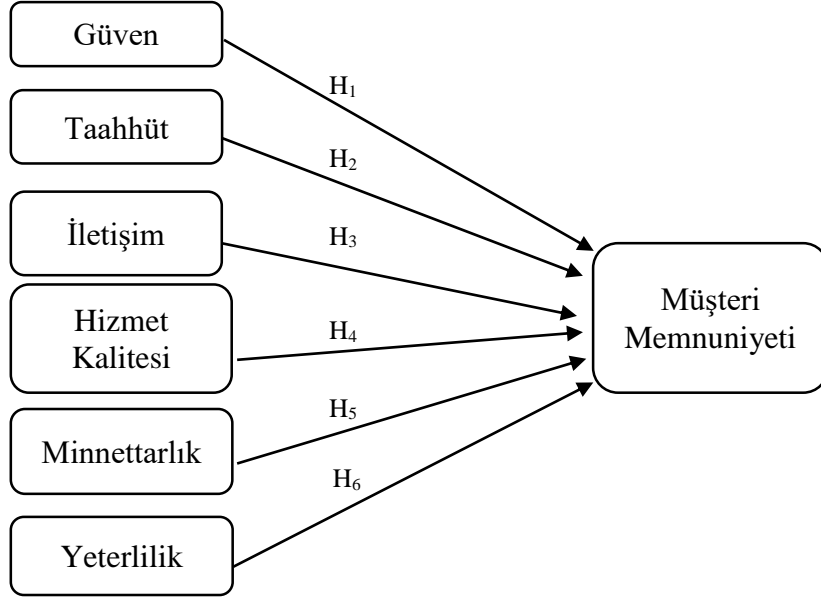 Güven
H₁
Taahhüt
H₂
İletişim
H₃
Hizmet
Kalitesi
H₄
Minnettarlık
H₅
Yeterlilik
H₆
Müşteri
Memnuniyeti